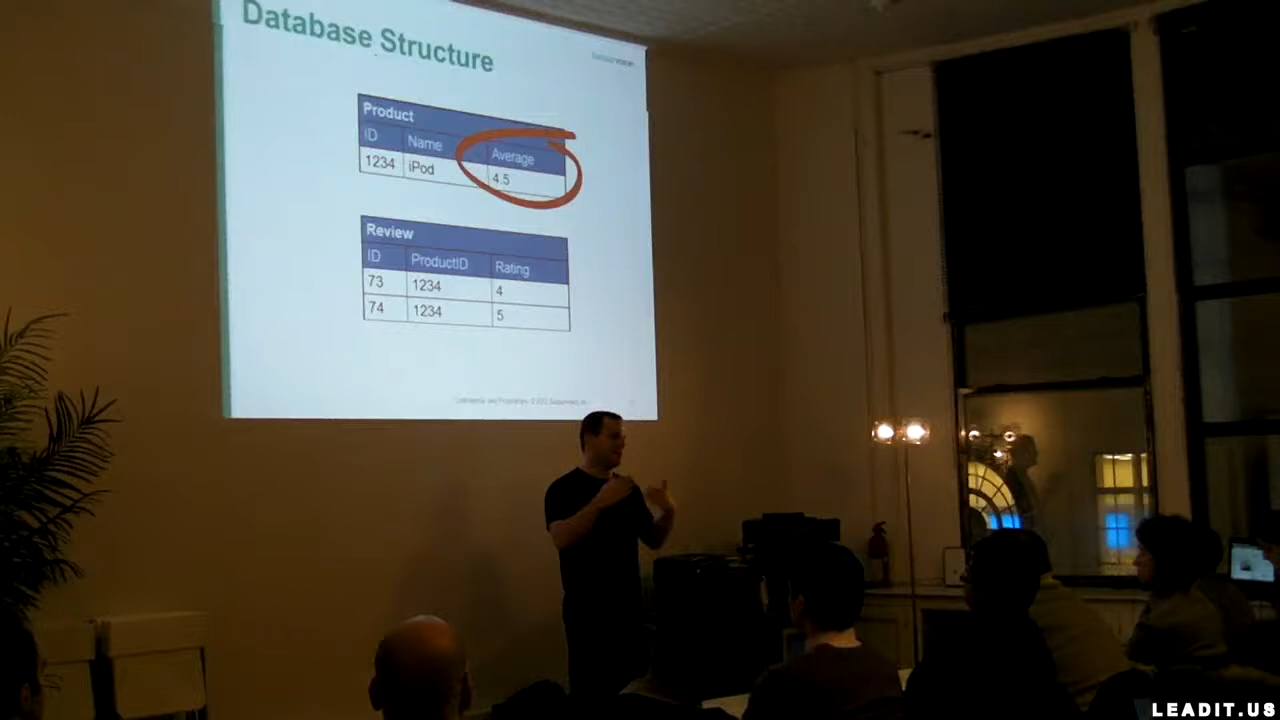 Database Structure
Product
ID Name Average
1234 iPod 4.5
Review
ID ProductID Rating
73 1234 4
74 1234 5
LEADIT.US